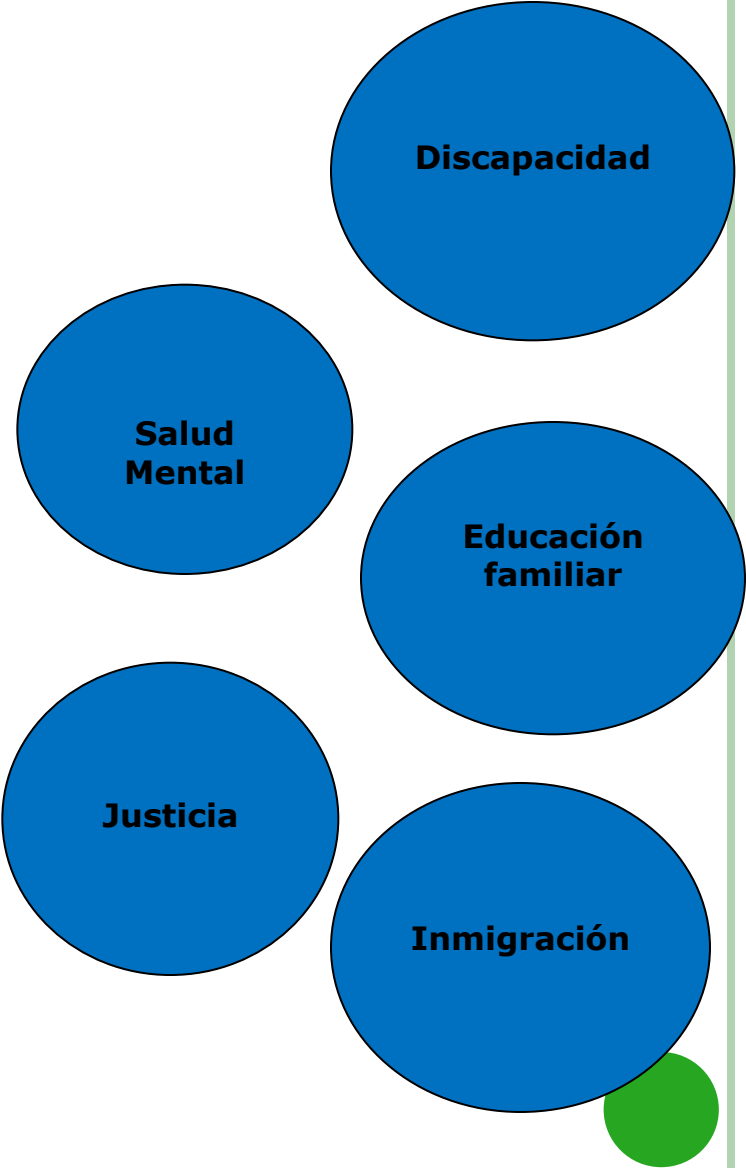 Discapacidad
Salud
Mental
Educación
familiar
Justicia
Inmigración